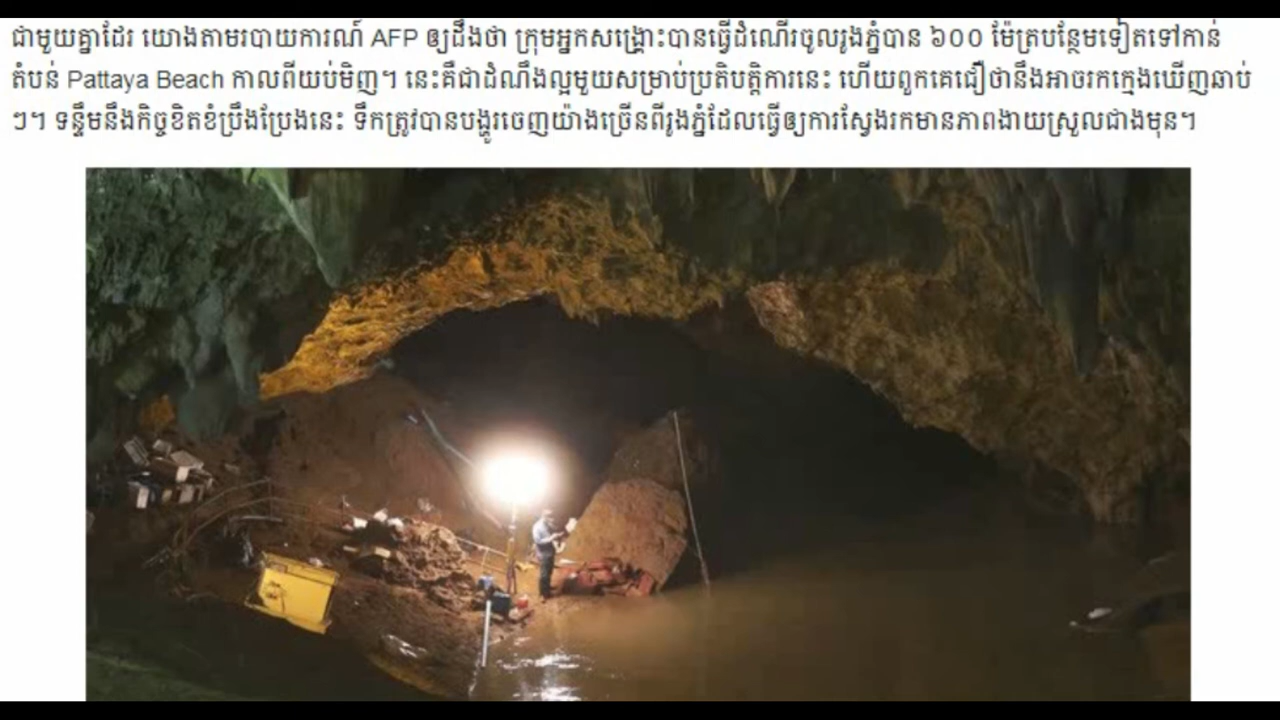 ជាមួយគ្នាដែរ យោងតាមរបាយការណ៍ AFP ឲ្យដឹងថា ក្រុមអ្នកសង្គ្រោះបានធ្វើដំណើរចូលរូងភ្នំបាន ៦០០ ម៉ែត្របន្ថែមទៀតទៅកាន់
តំបន់ Pattaya Beach កាលពីយប់មិញ។ នេះគឺជាដំណឹងល្អមួយសម្រាប់ប្រតិបត្តិការនេះ ហើយពួកគេជឿថានឹងអាចរកក្មេងឃើញឆាប់
ៗ។ ទន្ទឹមនឹងកិច្ចខិតខំប្រឹងប្រែងនេះ ទឹកត្រូវបានបង្ហូរចេញយ៉ាងច្រើនពីរូងភ្នំដែលធ្វើឲ្យការស្វែងរកមានភាពងាយស្រួលជាងមុន។